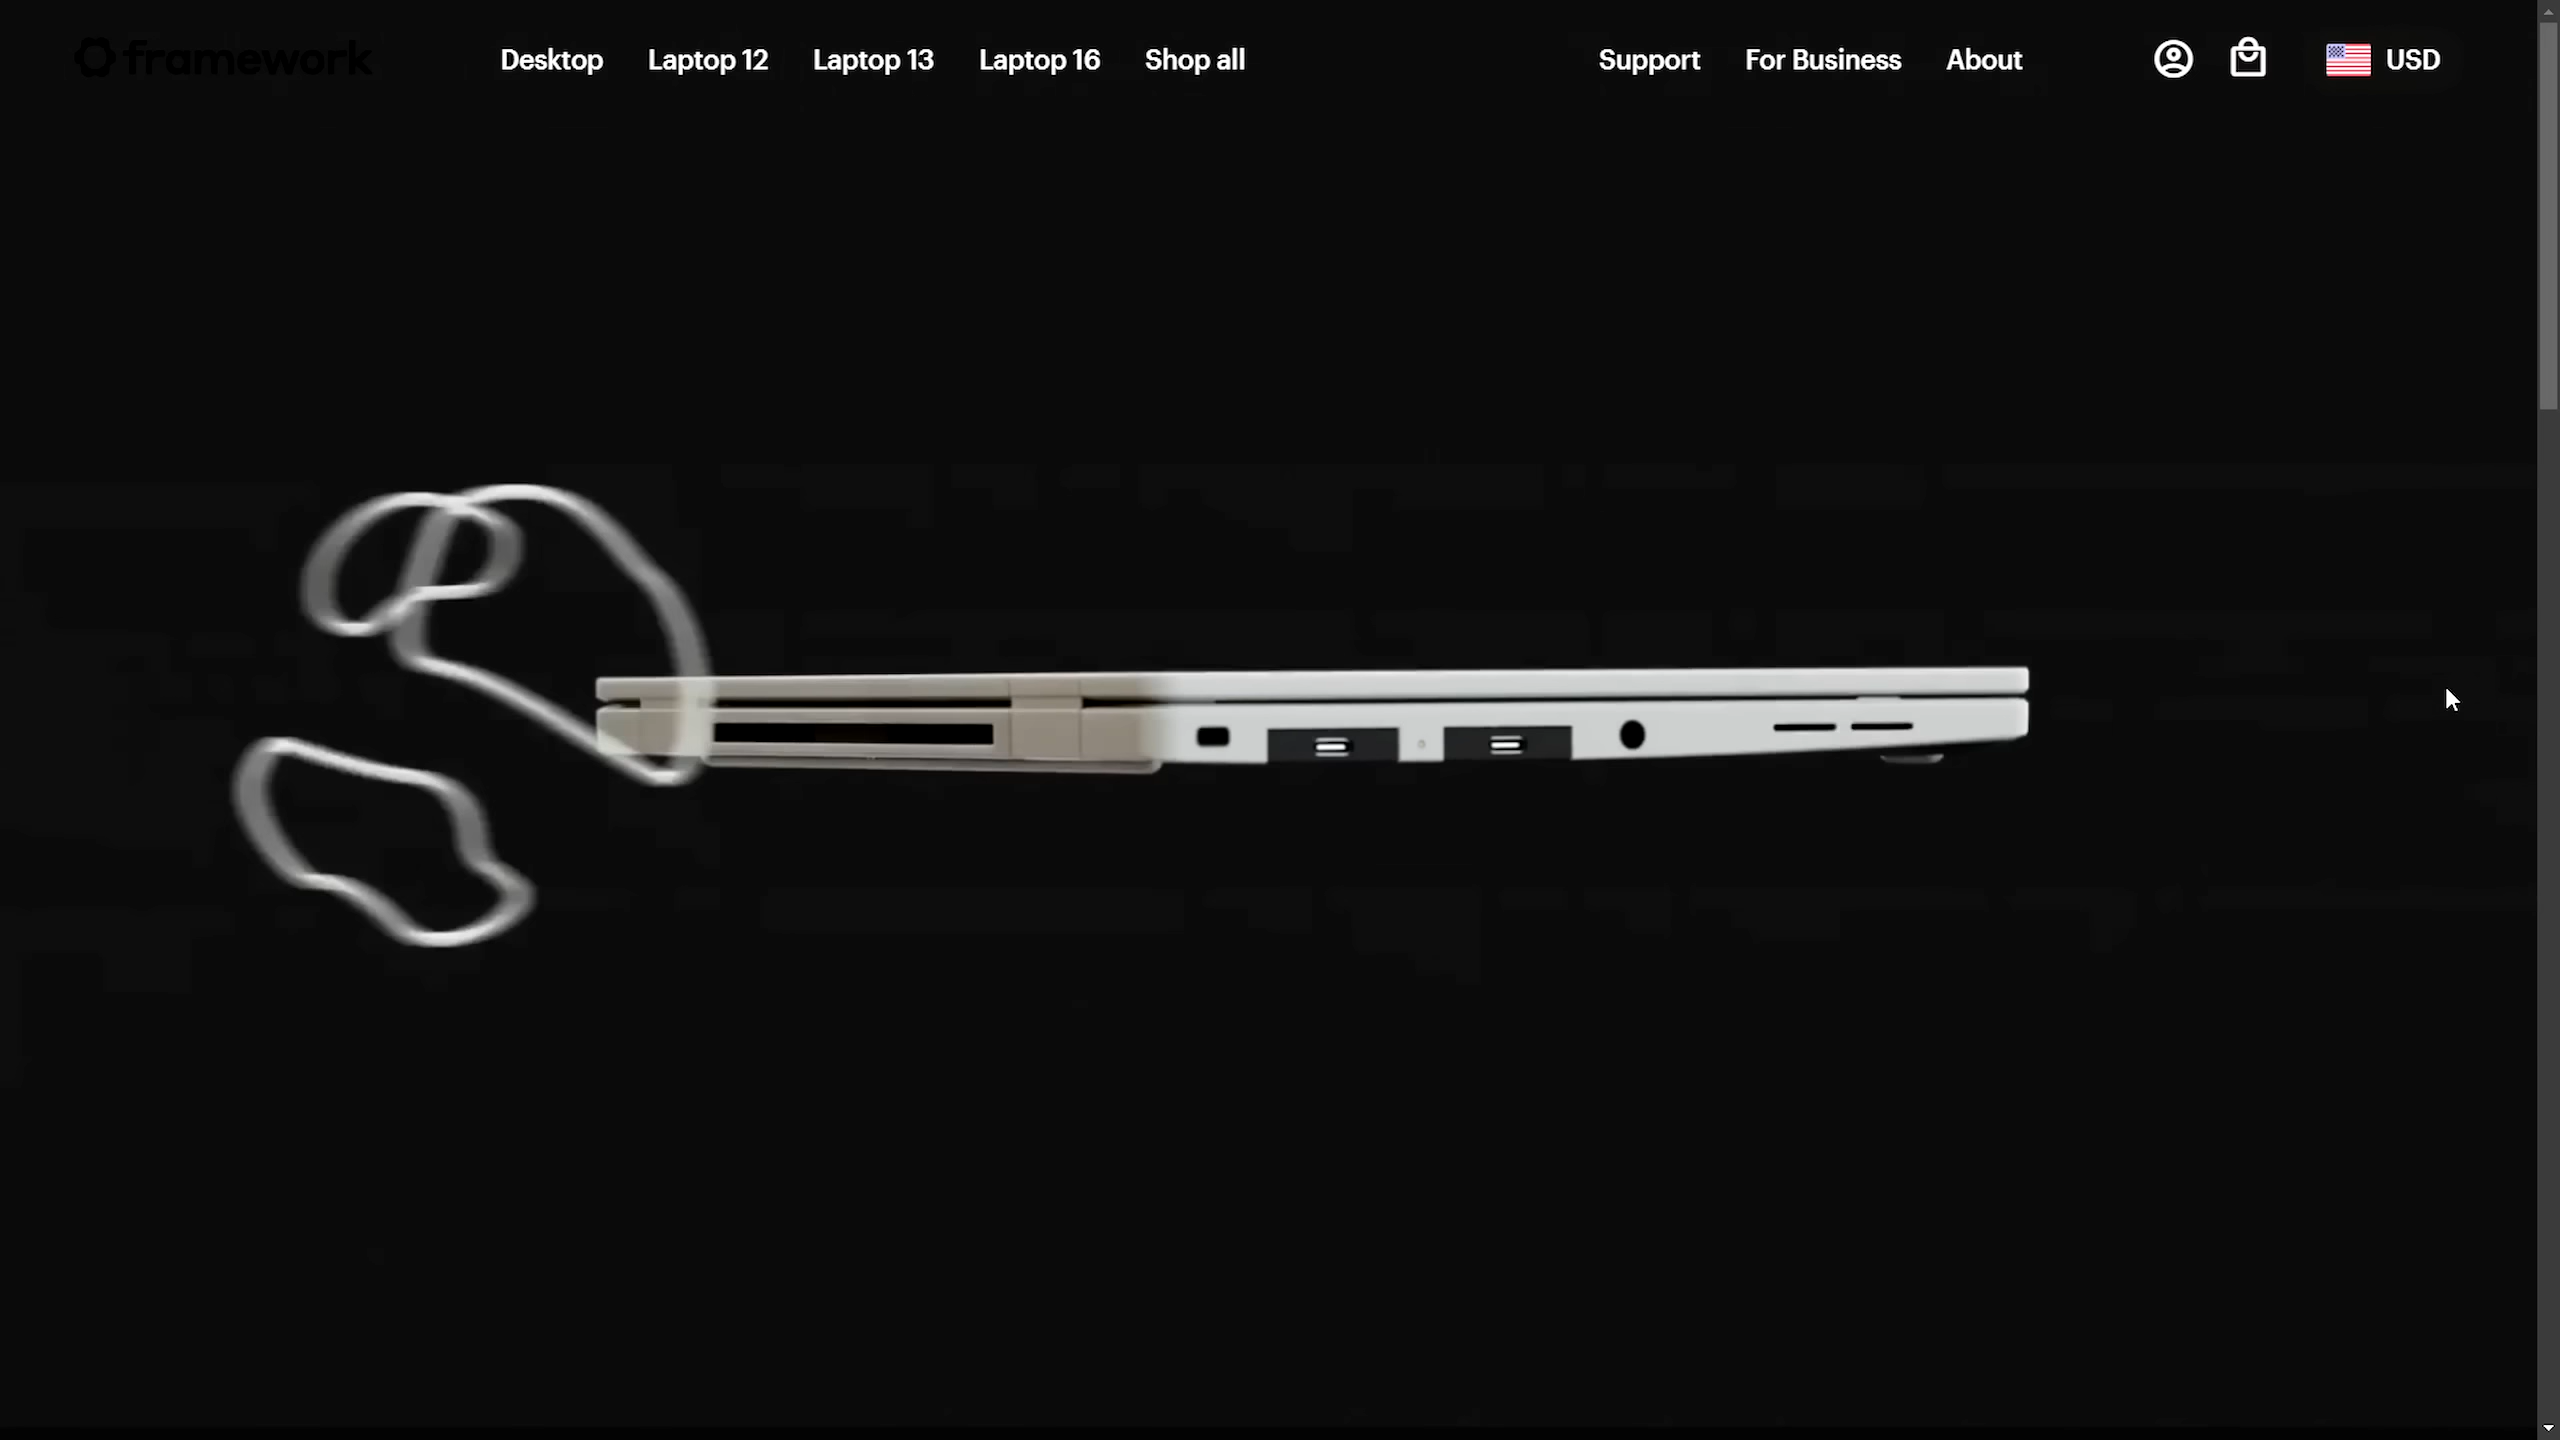 framework
Desktop
Laptop 12
Laptop 13
Laptop 16
Shop all
Support
For Business
About
USD